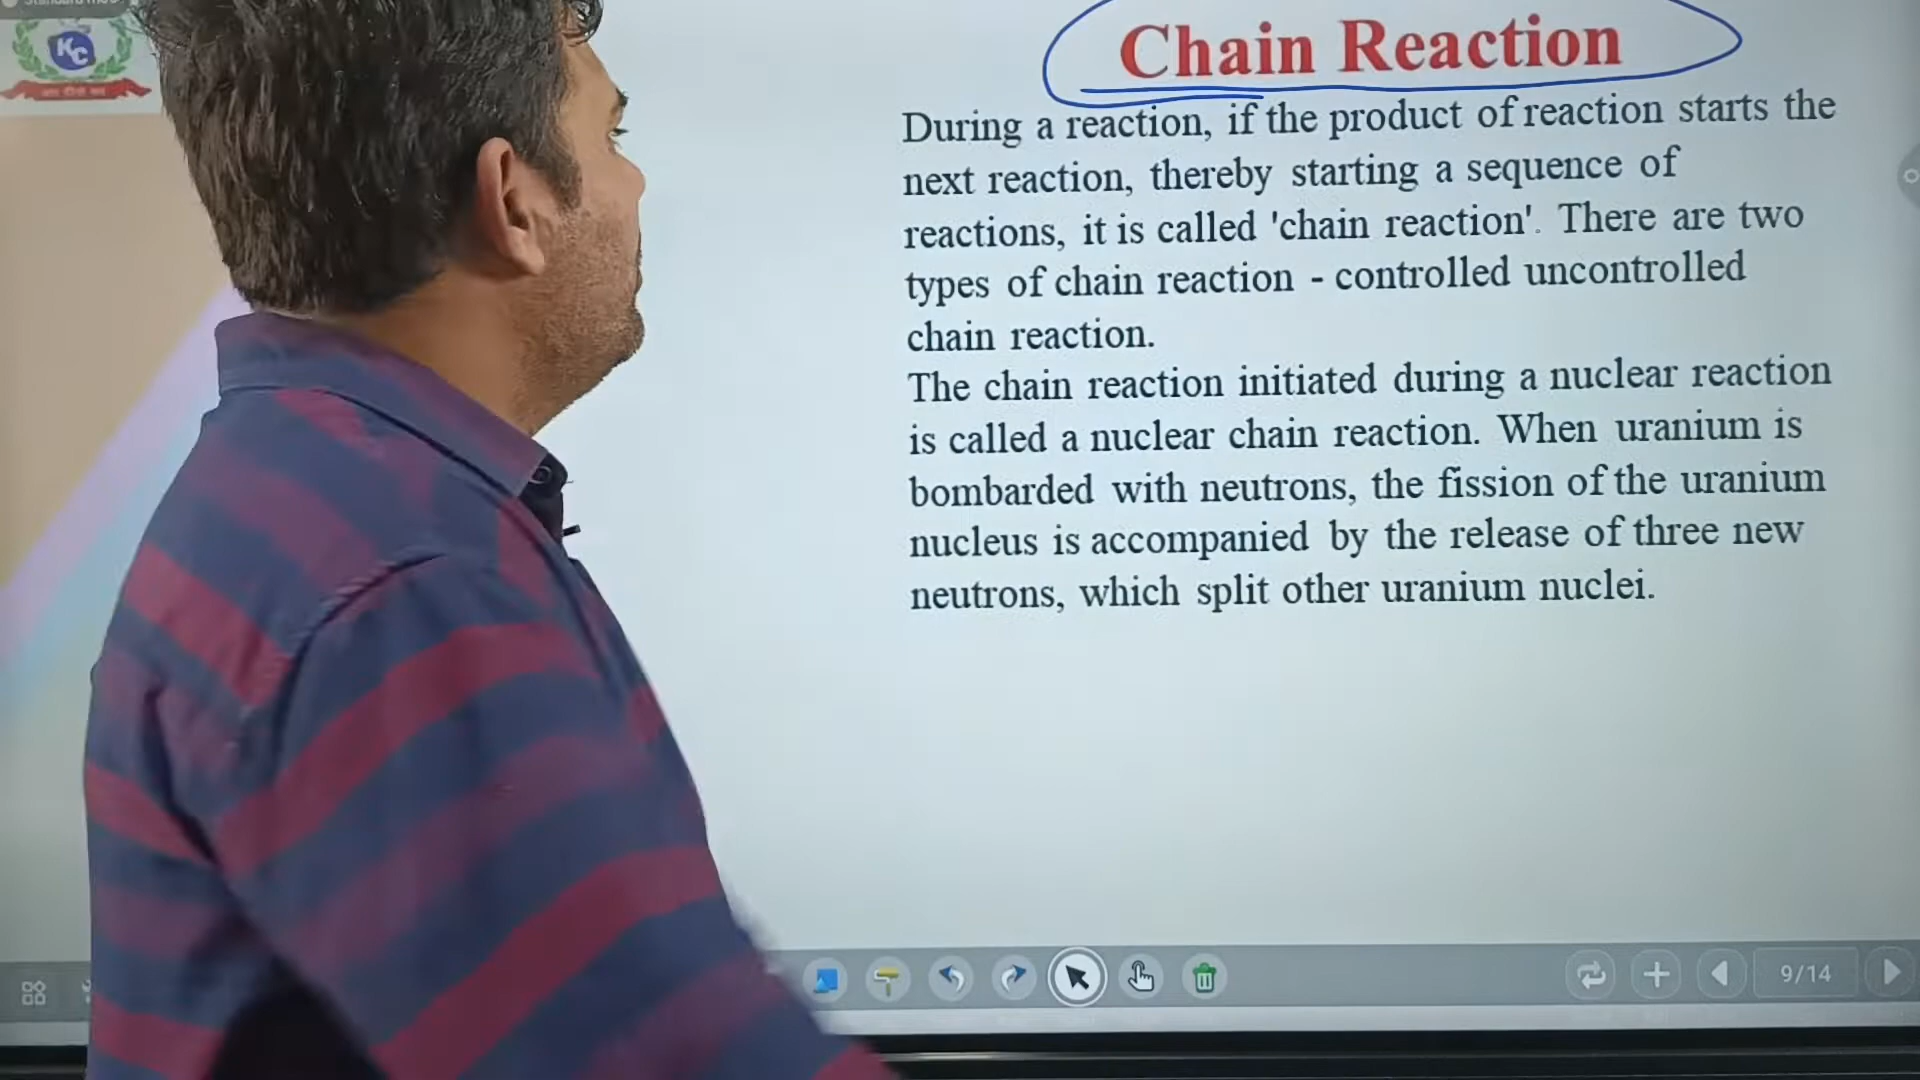 KC
Chain Reaction
During a reaction, if the product of reaction starts the
next reaction, thereby starting a sequence of
reactions, it is called 'chain reaction'. There are two
types of chain reaction - controlled uncontrolled
chain reaction.
The chain reaction initiated during a nuclear reaction
is called a nuclear chain reaction. When uranium is
bombarded with neutrons, the fission of the uranium
nucleus is accompanied by the release of three new
neutrons, which split other uranium nuclei.
9/14